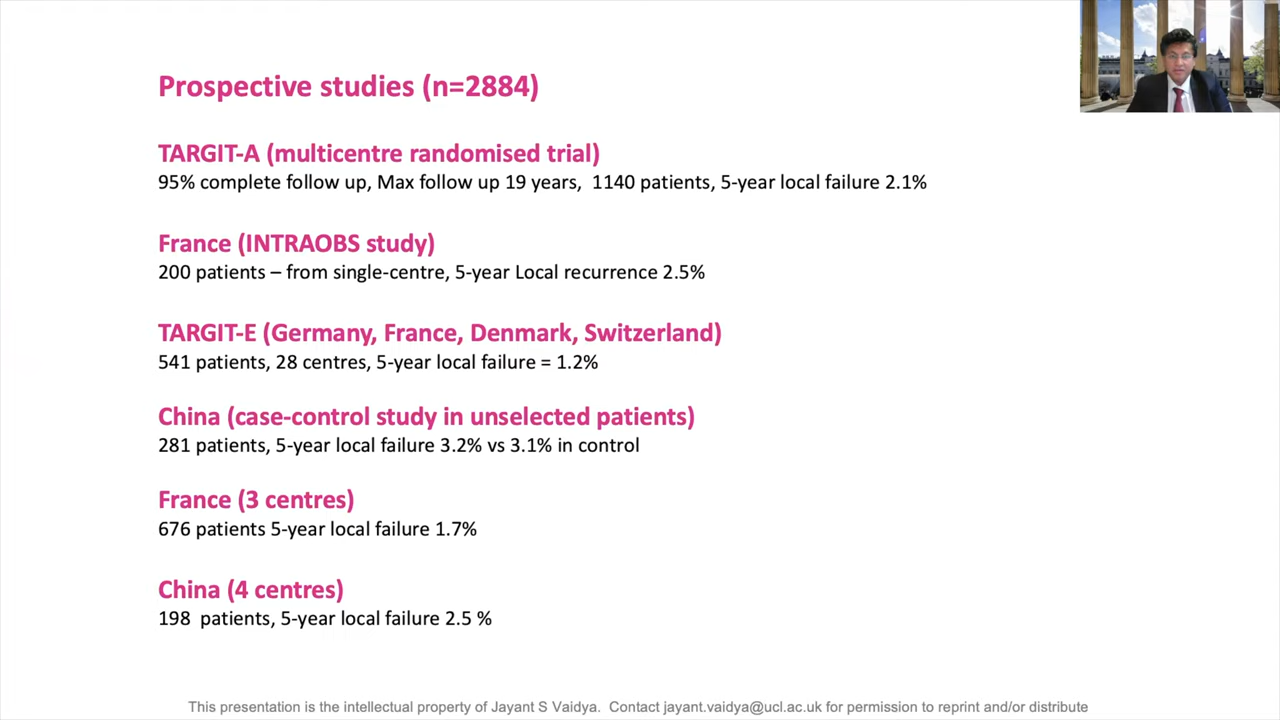 Prospective studies (n=2884)
TARGIT-A (multicentre randomised trial)
95% complete follow up, Max follow up 19 years,  1140 patients, 5-year local failure 2.1%
France (INTRAOBS study)
200 patients – from single-centre, 5-year Local recurrence 2.5%
TARGIT-E (Germany, France, Denmark, Switzerland)
541 patients, 28 centres, 5-year local failure = 1.2%
China (case-control study in unselected patients)
281 patients, 5-year local failure 3.2% vs 3.1% in control
France (3 centres)
676 patients 5-year local failure 1.7%
China (4 centres)
198  patients, 5-year local failure 2.5 %
This presentation is the intellectual property of Jayant S Vaidya.  Contact jayant.vaidya@ucl.ac.uk for permission to reprint and/or distribute